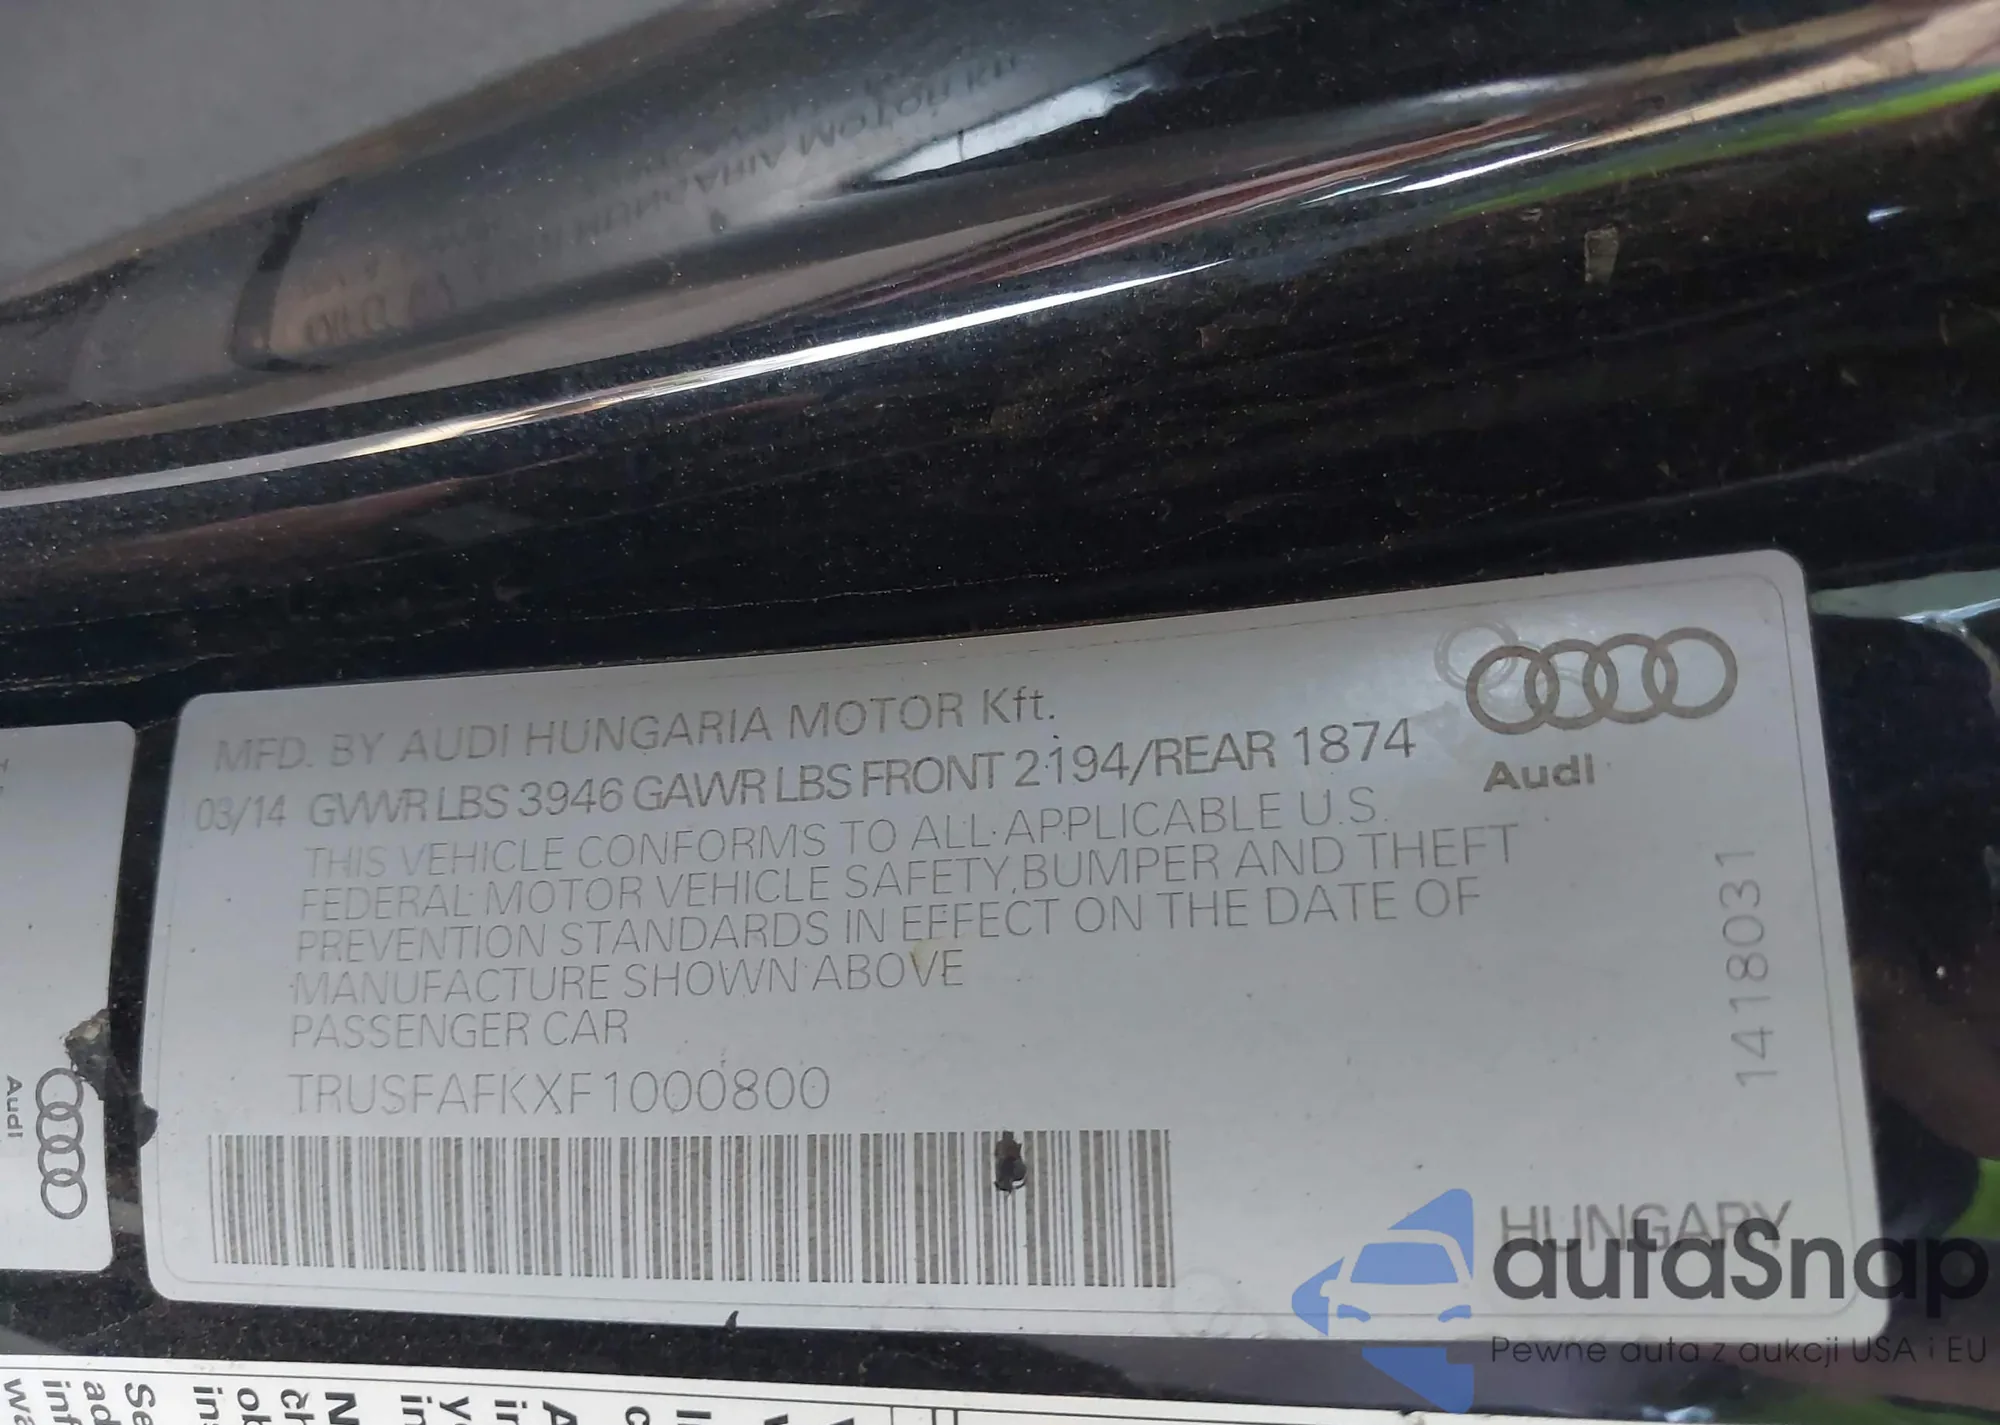 MFD. BY AUDI HUNGARIA MOTOR Kft.
03/14 GVWR LBS 3946 GAWR LBS FRONT 2194/REAR 1874
THIS VEHICLE CONFORMS TO ALL APPLICABLE U.S.
FEDERAL MOTOR VEHICLE SAFETY, BUMPER AND THEFT
PREVENTION STANDARDS IN EFFECT ON THE DATE OF
MANUFACTURE SHOWN ABOVE
PASSENGER CAR
TRUSFAFKXF1000800
Audi
1418031
HUNGARY
Audi
autaSnap
Pewne auta z aukcji USA i EU